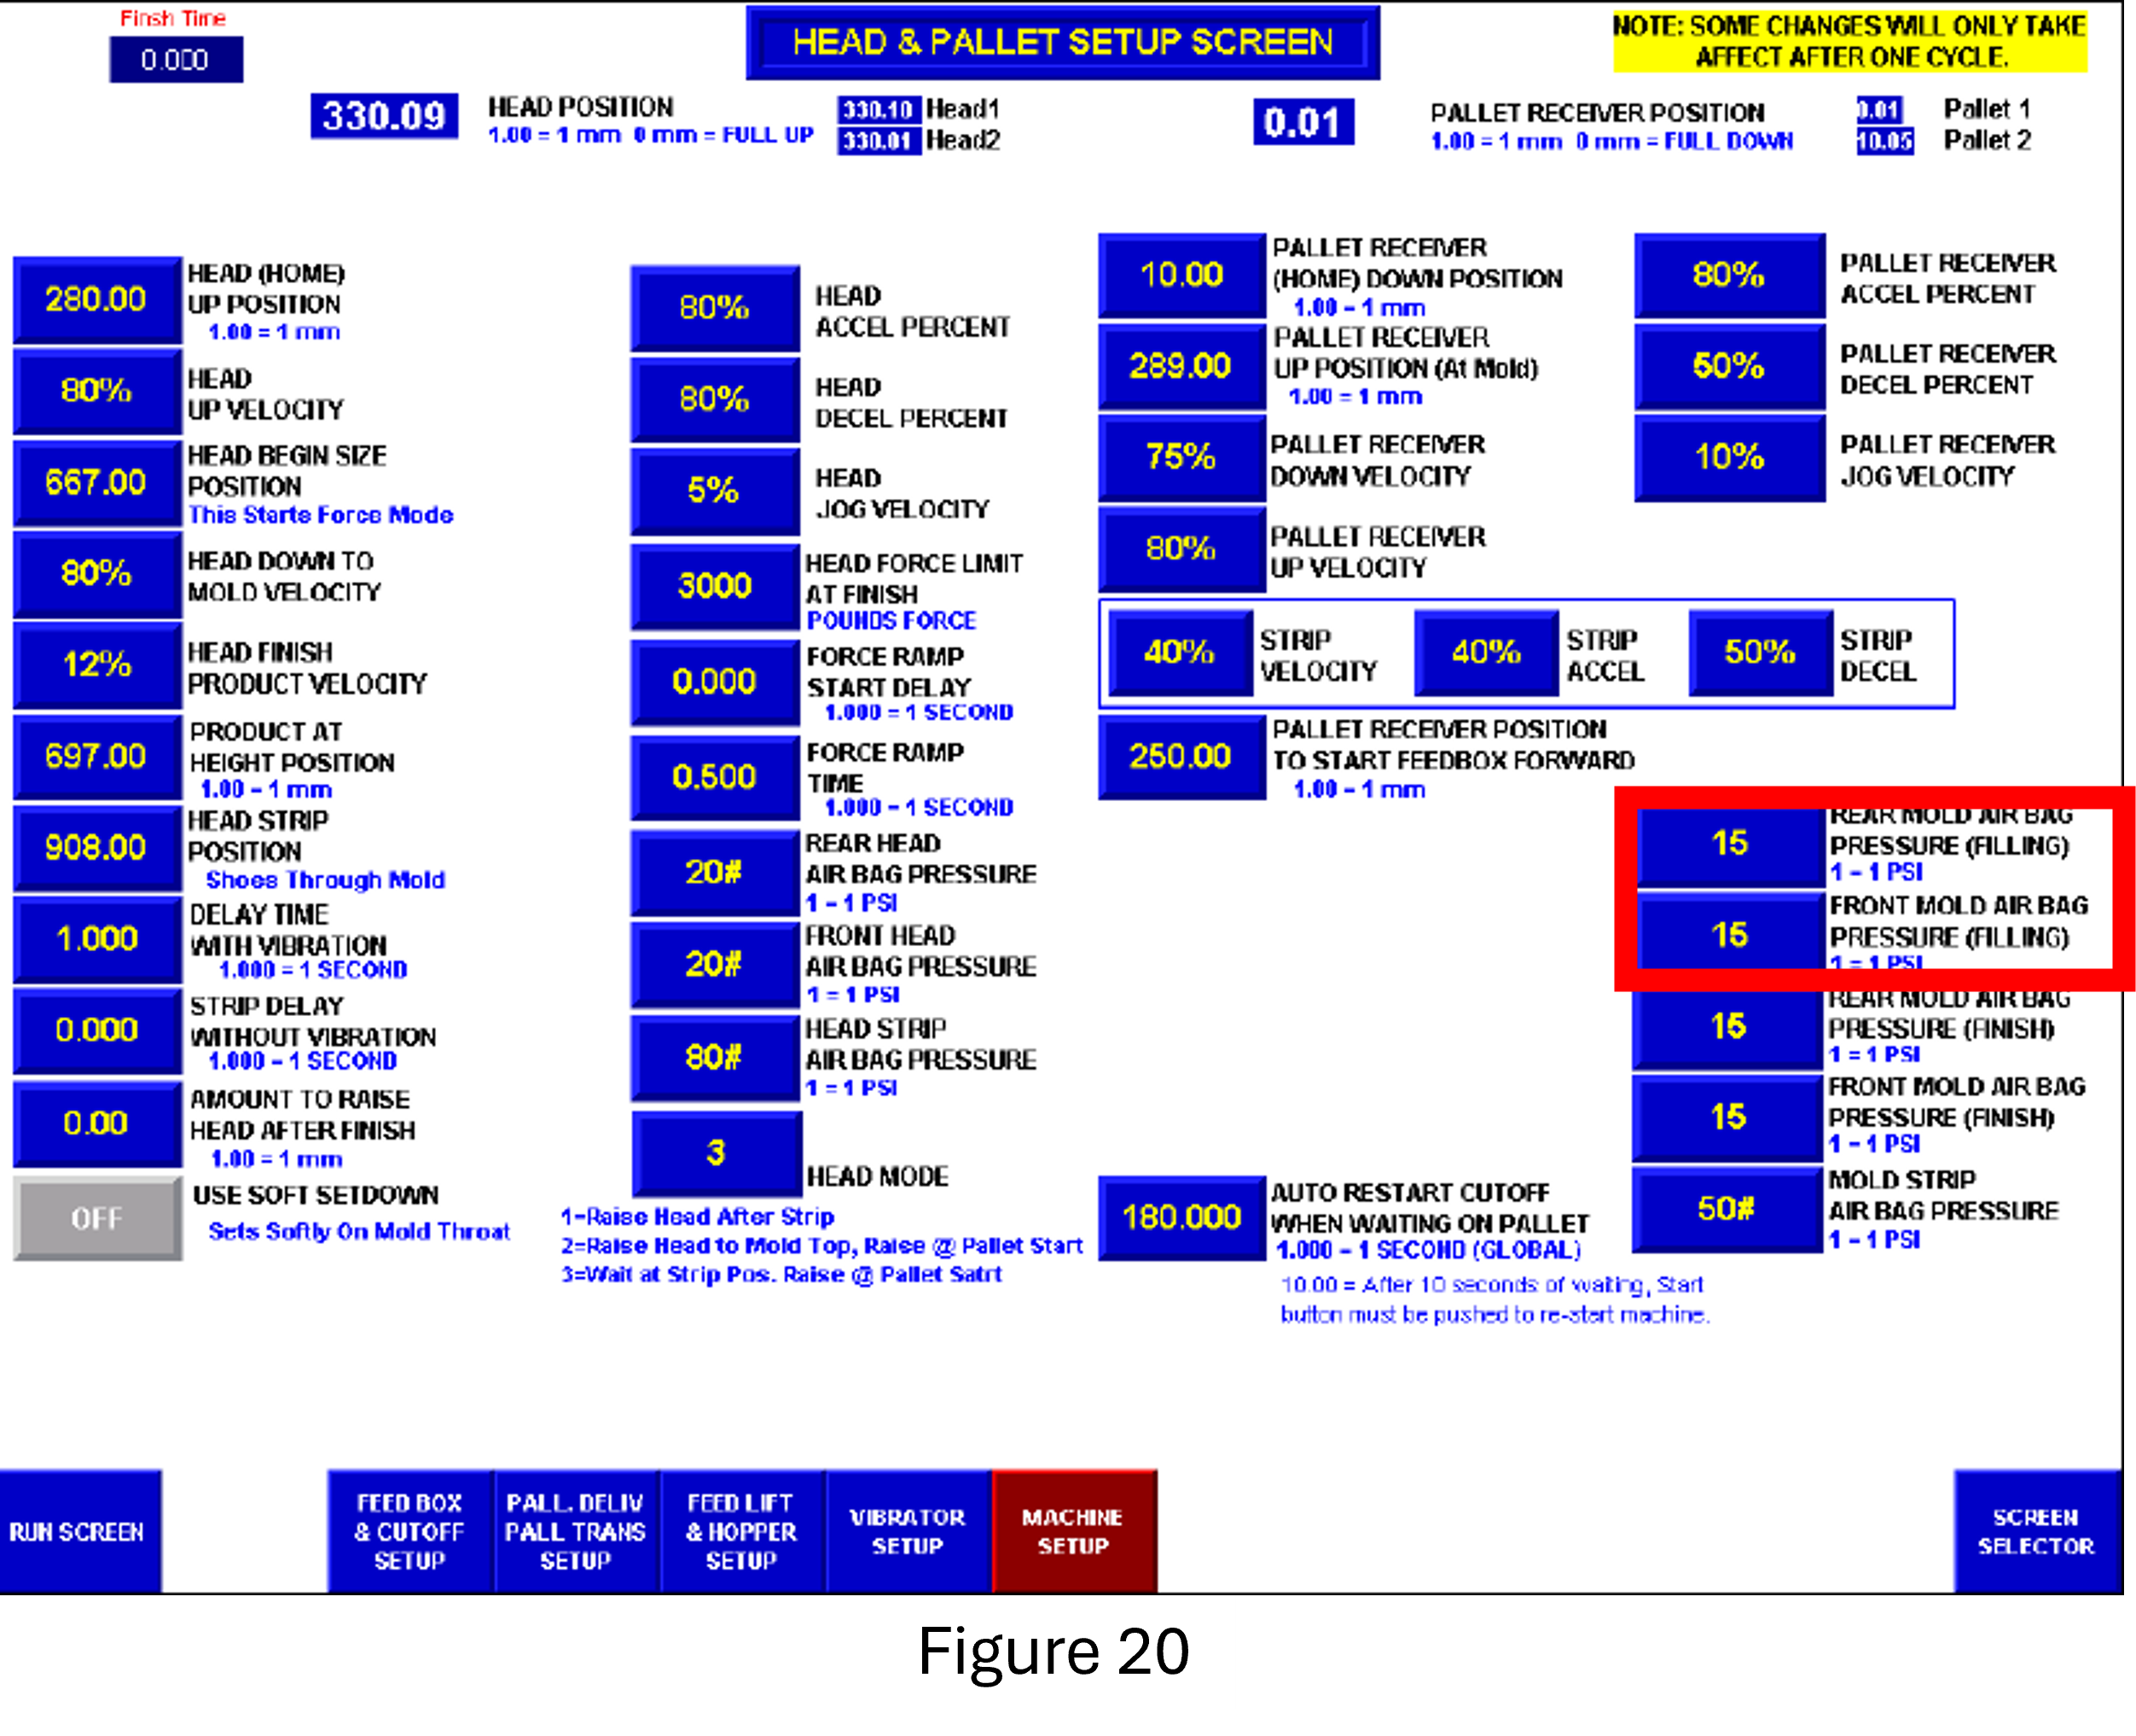 Finsh Time
0.000
HEAD & PALLET SETUP SCREEN
NOTE: SOME CHANGES WILL ONLY TAKE
AFFECT AFTER ONE CYCLE.
330.09
HEAD POSITION
1.00 = 1 mm 0 mm = FULL UP
330.10 Head1
330.01 Head2
0.01
PALLET RECEIVER POSITION
1.00 = 1 mm 0 mm = FULL DOWN
0.01 Pallet 1
10.05 Pallet 2
280.00
HEAD (HOME)
UP POSITION
1.00 = 1 mm
80%
HEAD
UP VELOCITY
667.00
HEAD BEGIN SIZE
POSITION
This Starts Force Mode
80%
HEAD DOWN TO
MOLD VELOCITY
12%
HEAD FINISH
PRODUCT VELOCITY
697.00
PRODUCT AT
HEIGHT POSITION
1.00 = 1 mm
908.00
HEAD STRIP
POSITION
Shoes Through Mold
1.000
DELAY TIME
WITH VIBRATION
1.000 = 1 SECOND
0.000
STRIP DELAY
WITHOUT VIBRATION
1.000 = 1 SECOND
0.00
AMOUNT TO RAISE
HEAD AFTER FINISH
1.00 = 1 mm
OFF
USE SOFT SETDOWN
Sets Softly On Mold Throat
80%
HEAD
ACCEL PERCENT
80%
HEAD
DECEL PERCENT
5%
HEAD
JOG VELOCITY
3000
HEAD FORCE LIMIT
AT FINISH
POUNDS FORCE
0.000
FORCE RAMP
START DELAY
1.000 = 1 SECOND
0.500
FORCE RAMP
TIME
1.000 = 1 SECOND
20#
REAR HEAD
AIR BAG PRESSURE
1 = 1 PSI
20#
FRONT HEAD
AIR BAG PRESSURE
1 = 1 PSI
80#
HEAD STRIP
AIR BAG PRESSURE
1 = 1 PSI
3
HEAD MODE
1=Raise Head After Strip
2=Raise Head to Mold Top, Raise @ Pallet Start
3=Wait at Strip Pos. Raise @ Pallet Satrt
10.00
PALLET RECEIVER
(HOME) DOWN POSITION
1.00 = 1 mm
289.00
PALLET RECEIVER
UP POSITION (At Mold)
1.00 = 1 mm
75%
PALLET RECEIVER
DOWN VELOCITY
80%
PALLET RECEIVER
UP VELOCITY
80%
PALLET RECEIVER
ACCEL PERCENT
50%
PALLET RECEIVER
DECEL PERCENT
10%
PALLET RECEIVER
JOG VELOCITY
40%
STRIP
VELOCITY
40%
STRIP
ACCEL
50%
STRIP
DECEL
250.00
PALLET RECEIVER POSITION
TO START FEEDBOX FORWARD
1.00 = 1 mm
15
REAR MOLD AIR BAG
PRESSURE (FILLING)
1 = 1 PSI
15
FRONT MOLD AIR BAG
PRESSURE (FILLING)
1 = 1 PSI
15
REAR MOLD AIR BAG
PRESSURE (FINISH)
1 = 1 PSI
15
FRONT MOLD AIR BAG
PRESSURE (FINISH)
1 = 1 PSI
50#
MOLD STRIP
AIR BAG PRESSURE
1 = 1 PSI
180.000
AUTO RESTART CUTOFF
WHEN WAITING ON PALLET
1.000 = 1 SECOND (GLOBAL)
10.00 = After 10 seconds of waiting, Start
button must be pushed to re-start machine.
RUN SCREEN
FEED BOX
& CUTOFF
SETUP
PALL. DELIV
PALL TRANS
SETUP
FEED LIFT
& HOPPER
SETUP
VIBRATOR
SETUP
MACHINE
SETUP
SCREEN
SELECTOR
Figure 20